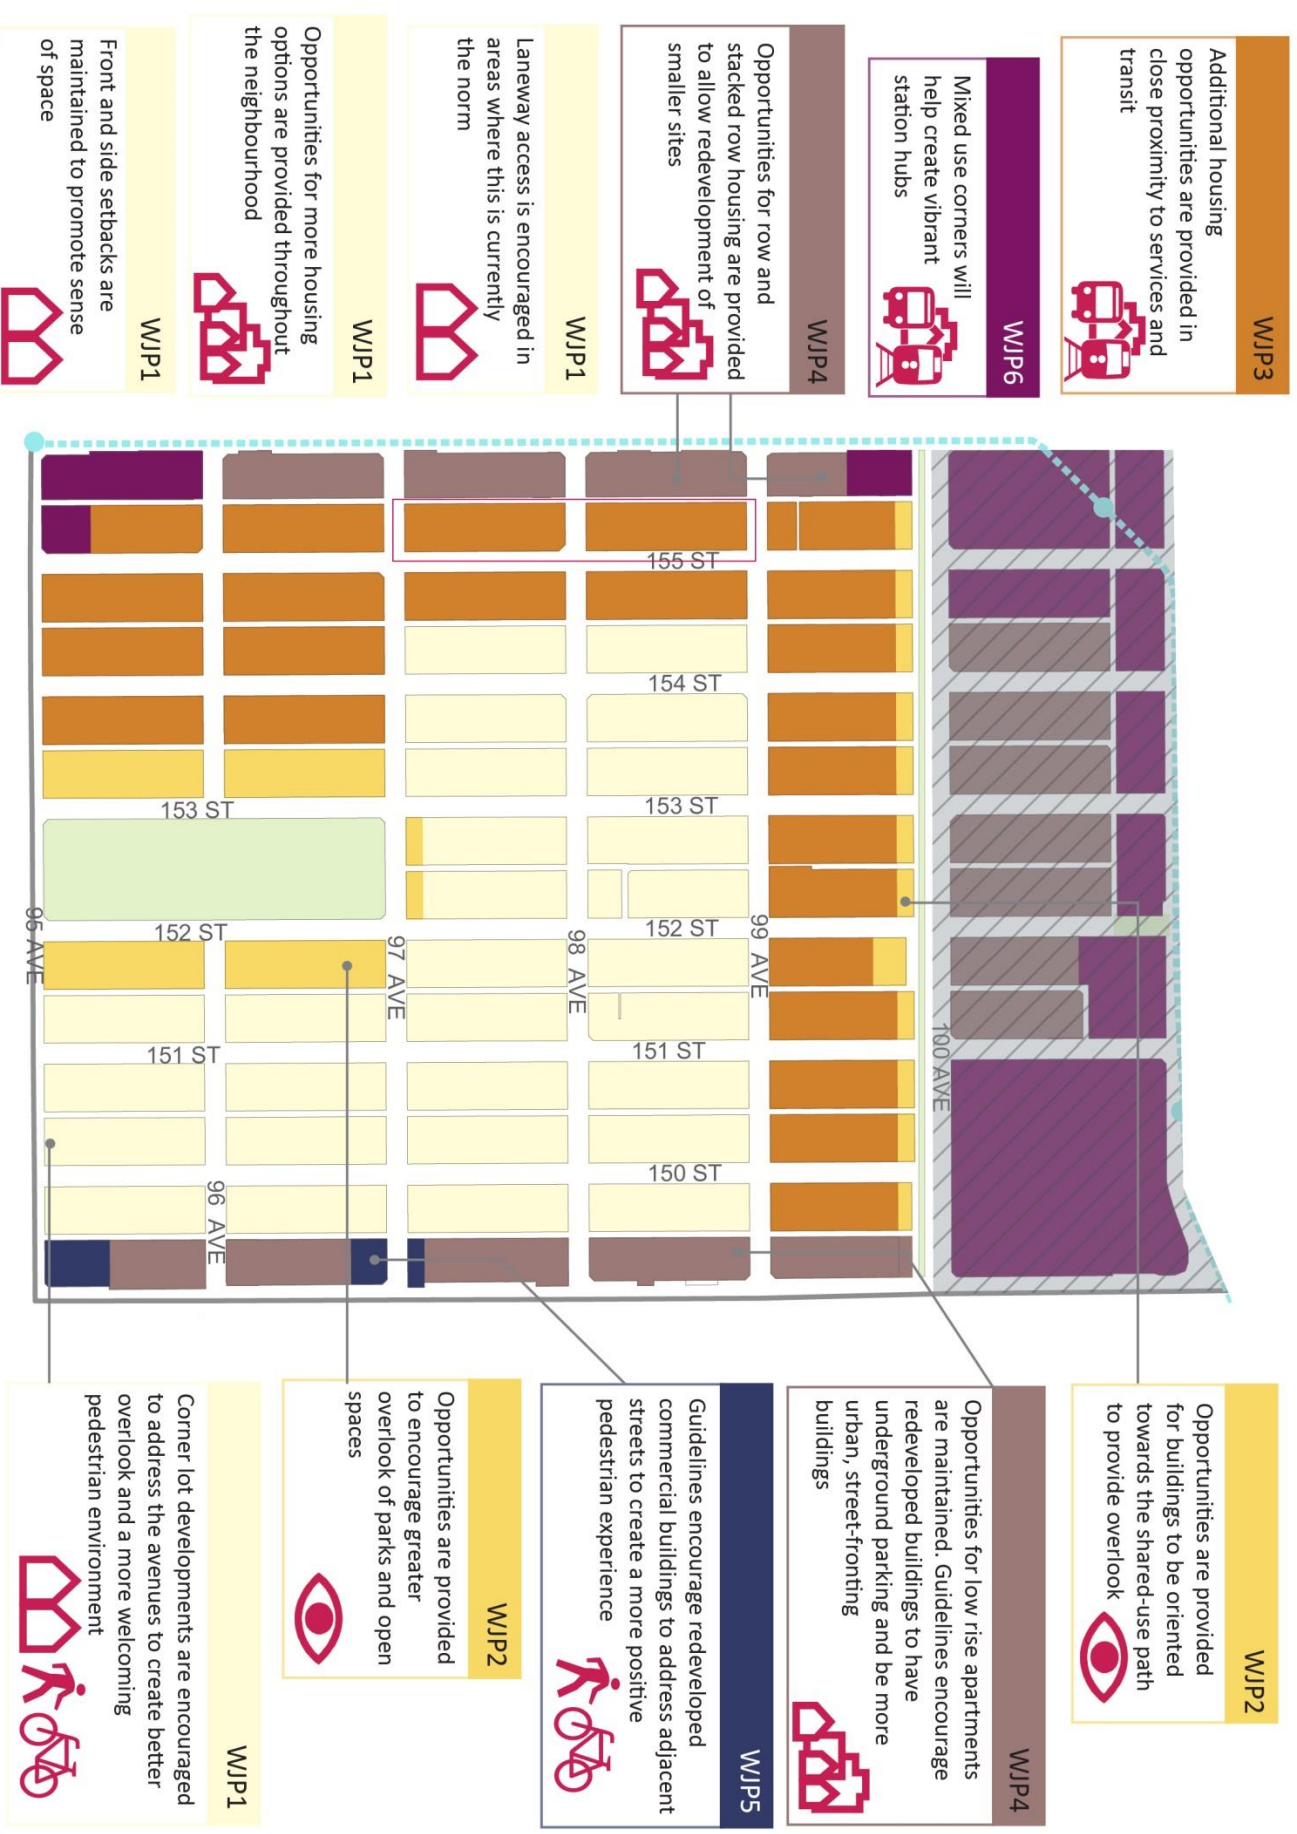 WJP3
Additional housing
opportunities are provided in
close proximity to services and
transit
WJP6
Mixed use corners will
help create vibrant
station hubs
WJP4
Opportunities for row and
stacked row housing are provided
to allow redevelopment of
smaller sites
WJP1
Laneway access is encouraged in
areas where this is currently
the norm
WJP1
Opportunities for more housing
options are provided throughout
the neighbourhood
WJP1
Front and side setbacks are
maintained to promote sense
of space
100 AVE
99 AVE
155 ST
154 ST
153 ST
152 ST
151 ST
150 ST
98 AVE
97 AVE
153 ST
152 ST
151 ST
96 AVE
95 AVE
WJP2
Opportunities are provided
for buildings to be oriented
towards the shared-use path
to provide overlook
WJP4
Opportunities for low rise apartments
are maintained. Guidelines encourage
redeveloped buildings to have
underground parking and be more
urban, street-fronting
buildings
WJP5
Guidelines encourage redeveloped
commercial buildings to address adjacent
streets to create a more positive
pedestrian experience
WJP2
Opportunities are provided
to encourage greater
overlook of parks and open
spaces
WJP1
Corner lot developments are encouraged
to address the avenues to create better
overlook and a more welcoming
pedestrian environment